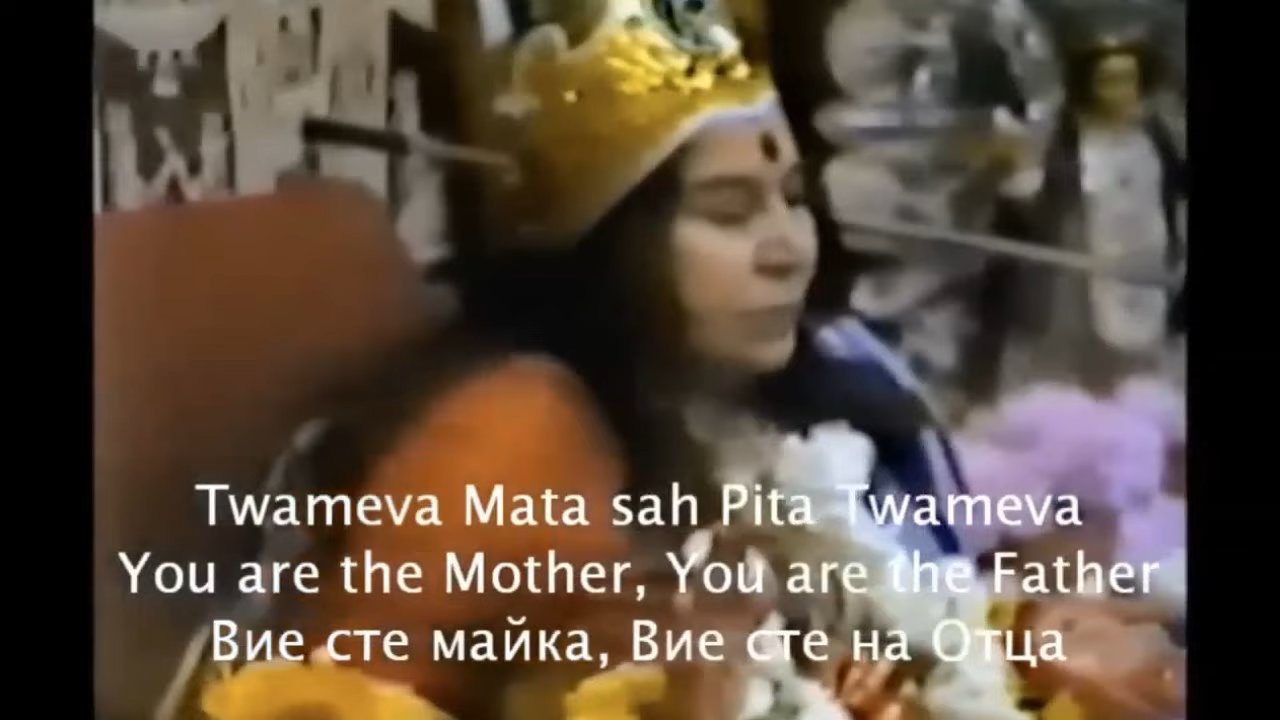 Twameva Mata sah Pita Twameva
You are the Mother, You are the Father
Вие сте майка, Вие сте на Отца